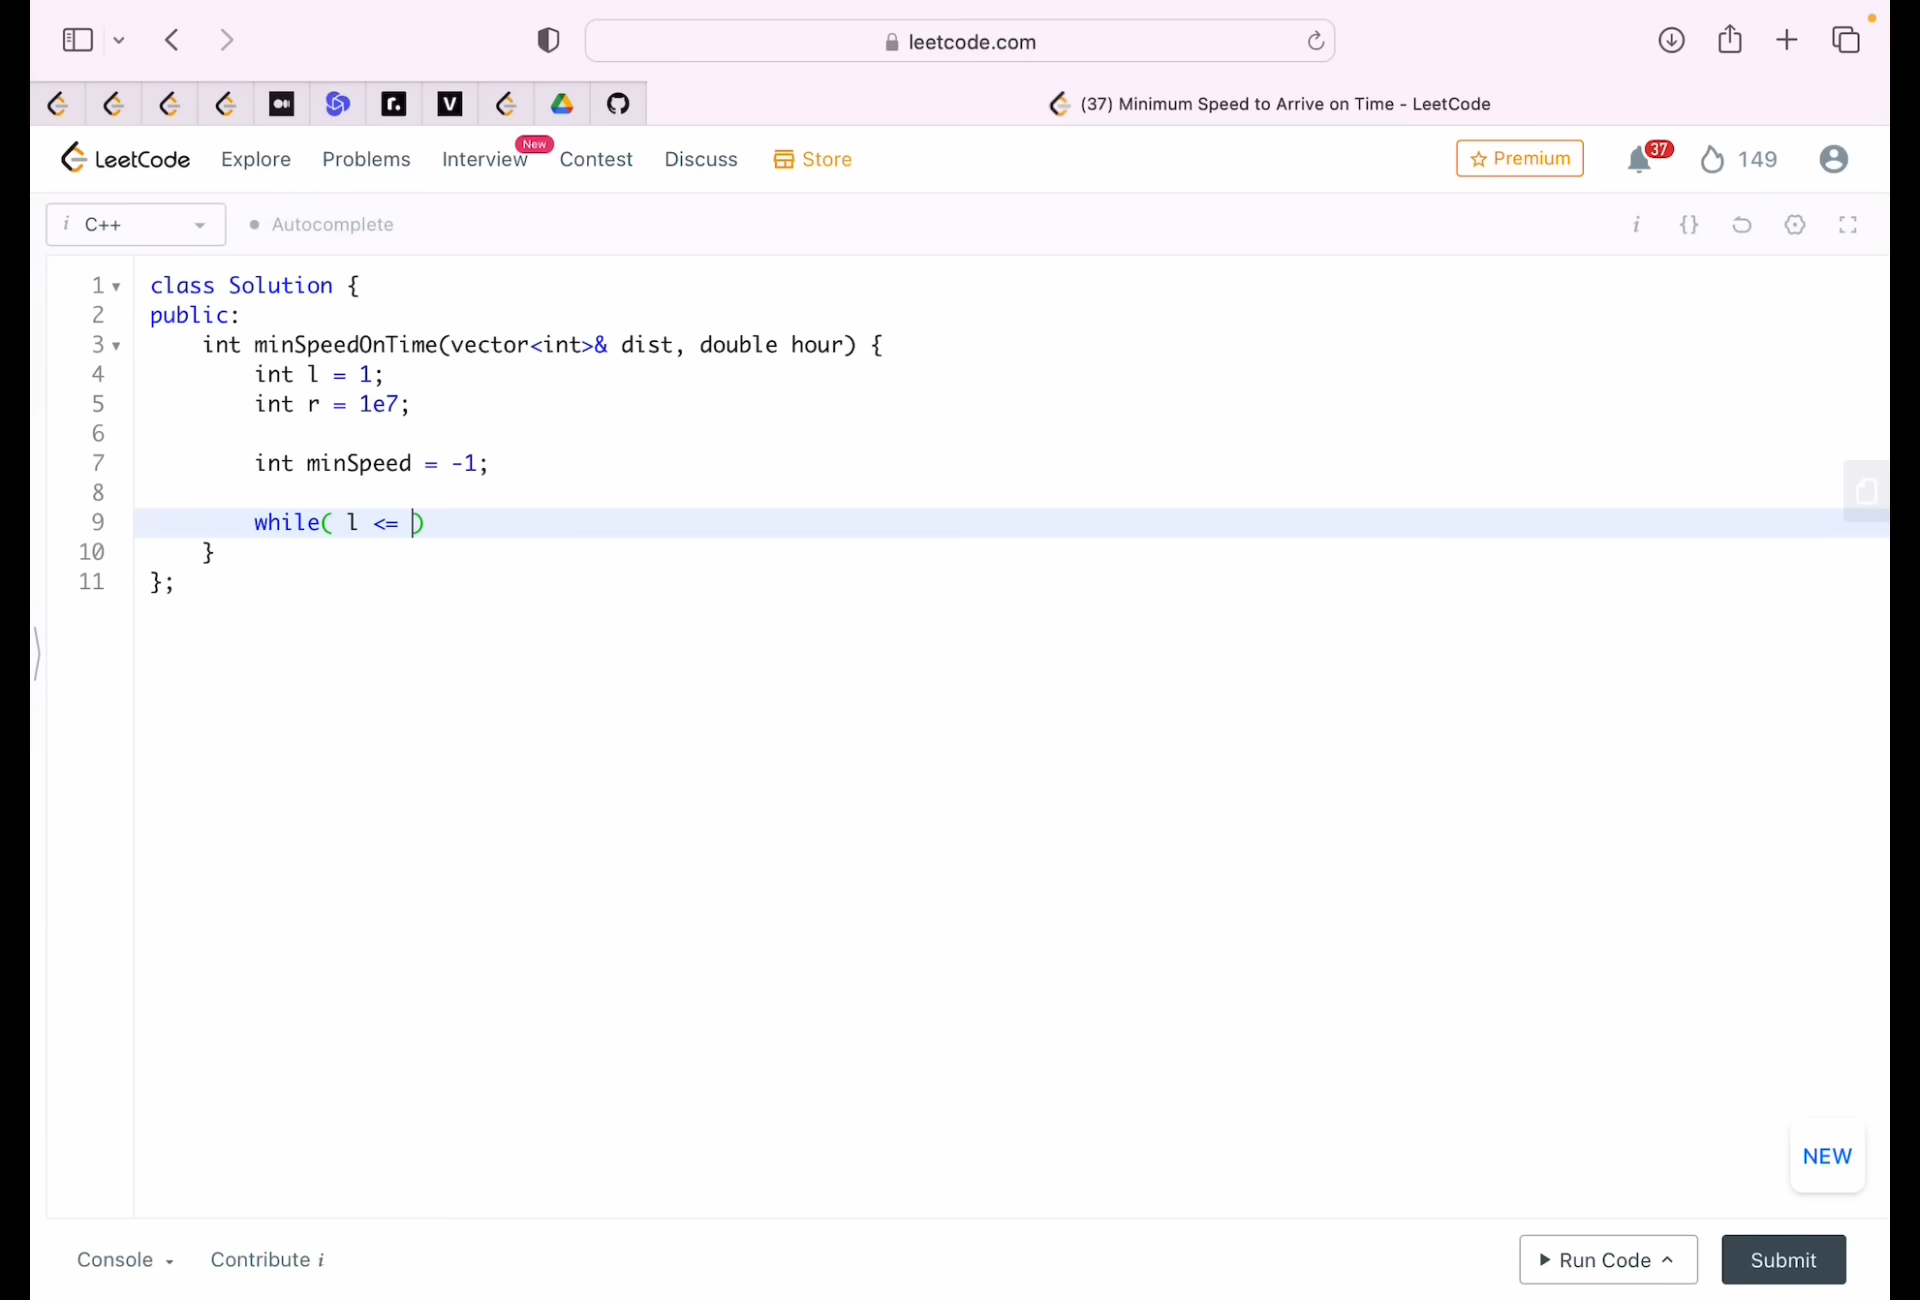 leetcode.com
(37) Minimum Speed to Arrive on Time - LeetCode
LeetCode Explore Problems Interview New Contest Discuss Store Premium 37 149
i C++ Autocomplete i {}
1 class Solution {
2 public:
3 int minSpeedOnTime(vector<int>& dist, double hour) {
4 int l = 1;
5 int r = 1e7;
6
7 int minSpeed = -1;
8
9 while( l <= )
10 }
11 };
NEW
Console Contribute i Run Code Submit